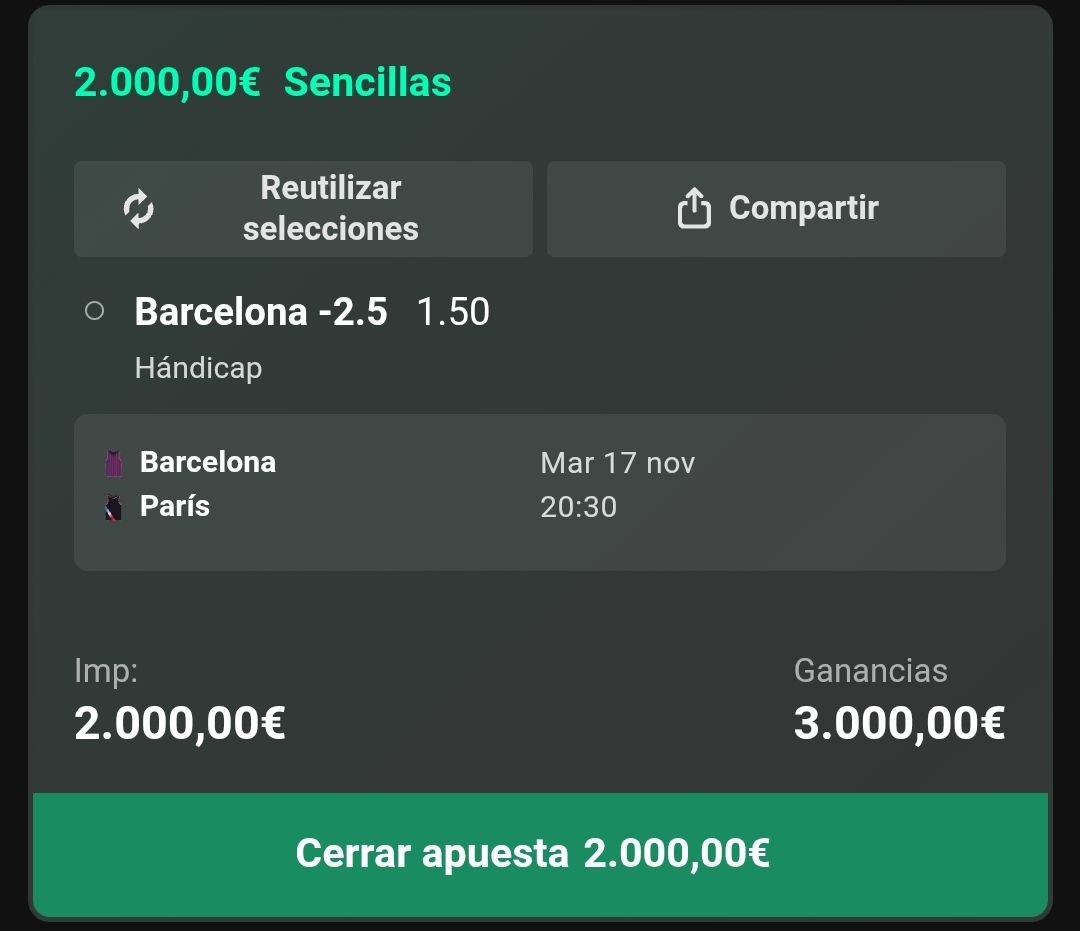 2.000,00€ Sencillas
Reutilizar
selecciones
Compartir
Barcelona -2.5 1.50
Hándicap
Barcelona Mar 17 nov
París 20:30
Imp: Ganancias
2.000,00€ 3.000,00€
Cerrar apuesta 2.000,00€